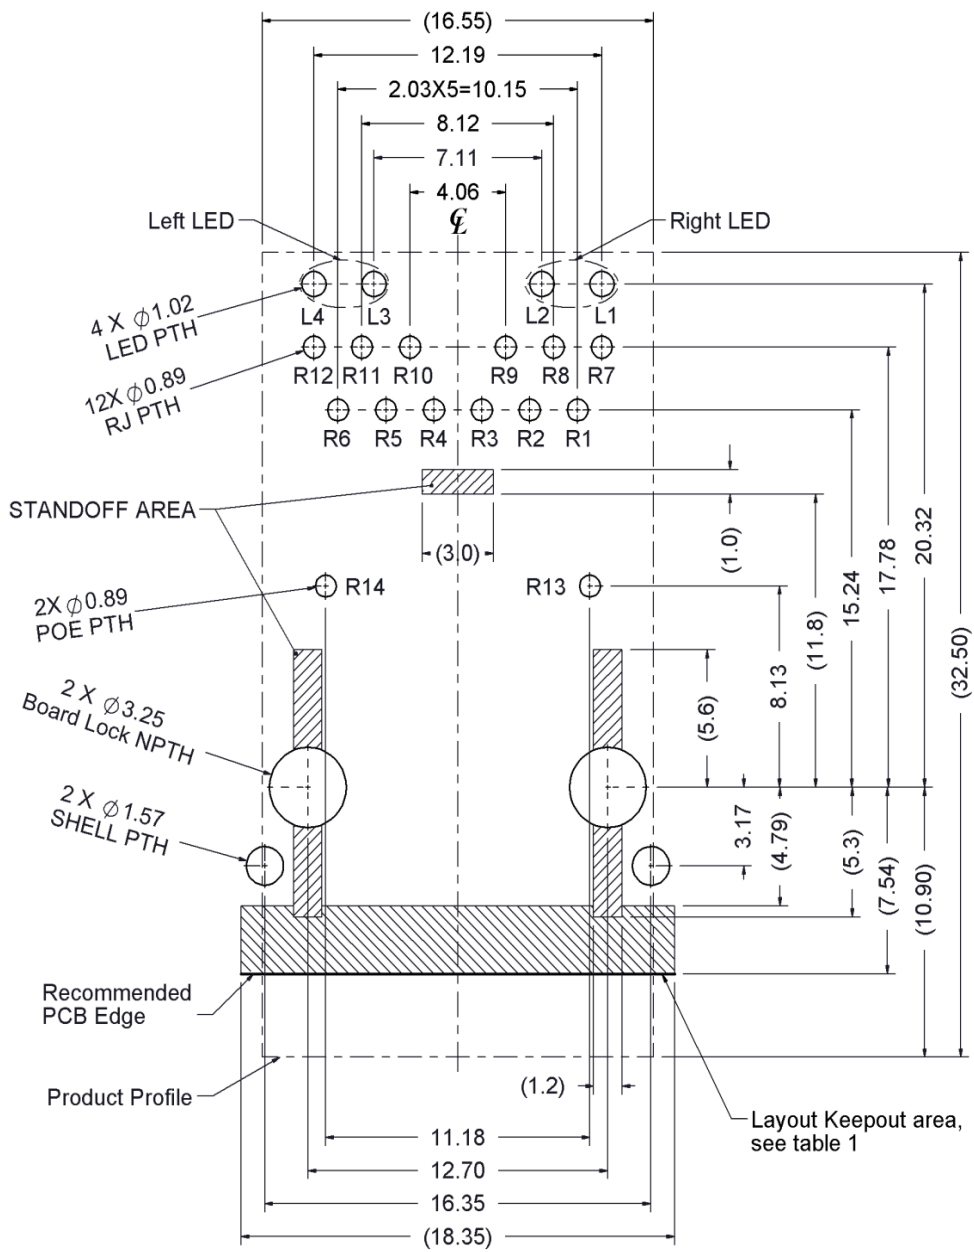 (16.55)
12.19
2.03X5=10.15
8.12
7.11
4.06
℄
Left LED
Right LED
L4
L3
L2
L1
4 X ∅1.02
LED PTH
R12
R11
R10
R9
R8
R7
12X ∅0.89
RJ PTH
R6
R5
R4
R3
R2
R1
STANDOFF AREA
(3.0)
(1.0)
(11.8)
15.24
17.78
20.32
(32.50)
2X ∅0.89
POE PTH
R14
R13
8.13
(5.6)
2 X ∅3.25
Board Lock NPTH
2 X ∅1.57
SHELL PTH
3.17
(4.79)
(5.3)
(7.54)
(10.90)
Recommended
PCB Edge
Product Profile
(1.2)
Layout Keepout area,
see table 1
11.18
12.70
16.35
(18.35)